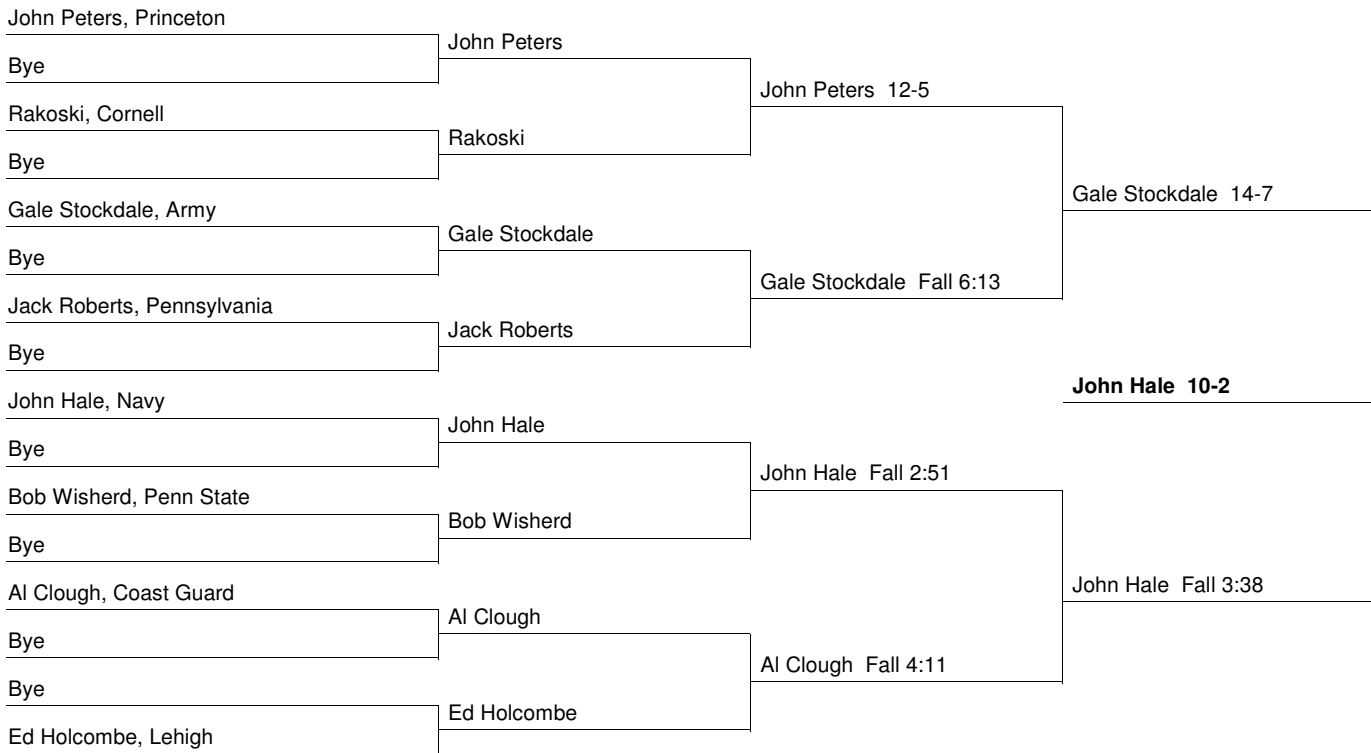 John Peters, Princeton
Bye
Rakoski, Cornell
Bye
Gale Stockdale, Army
Bye
Jack Roberts, Pennsylvania
Bye
John Hale, Navy
Bye
Bob Wisherd, Penn State
Bye
Al Clough, Coast Guard
Bye
Bye
Ed Holcombe, Lehigh
John Peters
Rakoski
Gale Stockdale
Jack Roberts
John Hale
Bob Wisherd
Al Clough
Ed Holcombe
John Peters 12-5
Gale Stockdale Fall 6:13
John Hale Fall 2:51
Al Clough Fall 4:11
Gale Stockdale 14-7
John Hale 10-2
John Hale Fall 3:38